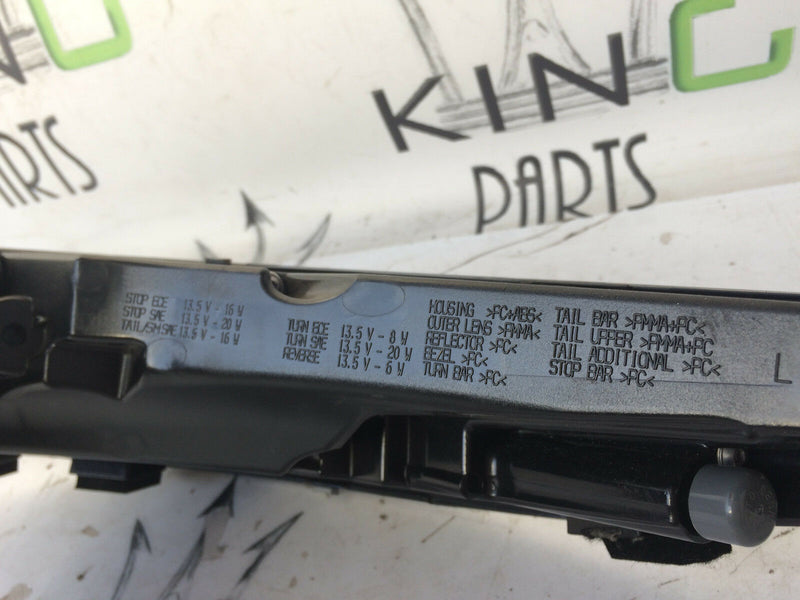 KING
PARTS
ARTS
STOP ECE 13.5 V - 16 W
STOP SAE 13.5 V - 20 W
TAIL/SM SAE 13.5 V - 16 W
TURN ECE 13.5 V - 8 W
TURN SAE 13.5 V - 20 W
REVERSE 13.5 V - 6 W
HOUSING >PC+ABS<
OUTER LENS >PMMA<
REFLECTOR >PC<
BEZEL >PC<
TURN BAR >PC<
TAIL BAR >PMMA+PC<
TAIL UPPER >PMMA+PC
TAIL ADDITIONAL >PC<
STOP BAR >PC<
L